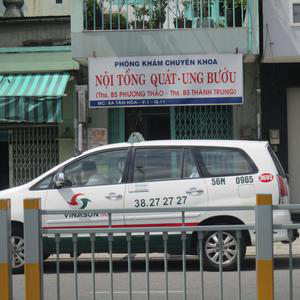 PHÒNG KHÁM CHUYÊN KHOA
NỘI TỔNG QUÁT - UNG BƯỚU
(Ths. BS PHƯƠNG THẢO - Ths. BS THÀNH TRUNG)
ĐC: 8A TÂN HÓA - P.1 - Q.11
VINASUN
38.27 27 27
56M 0965